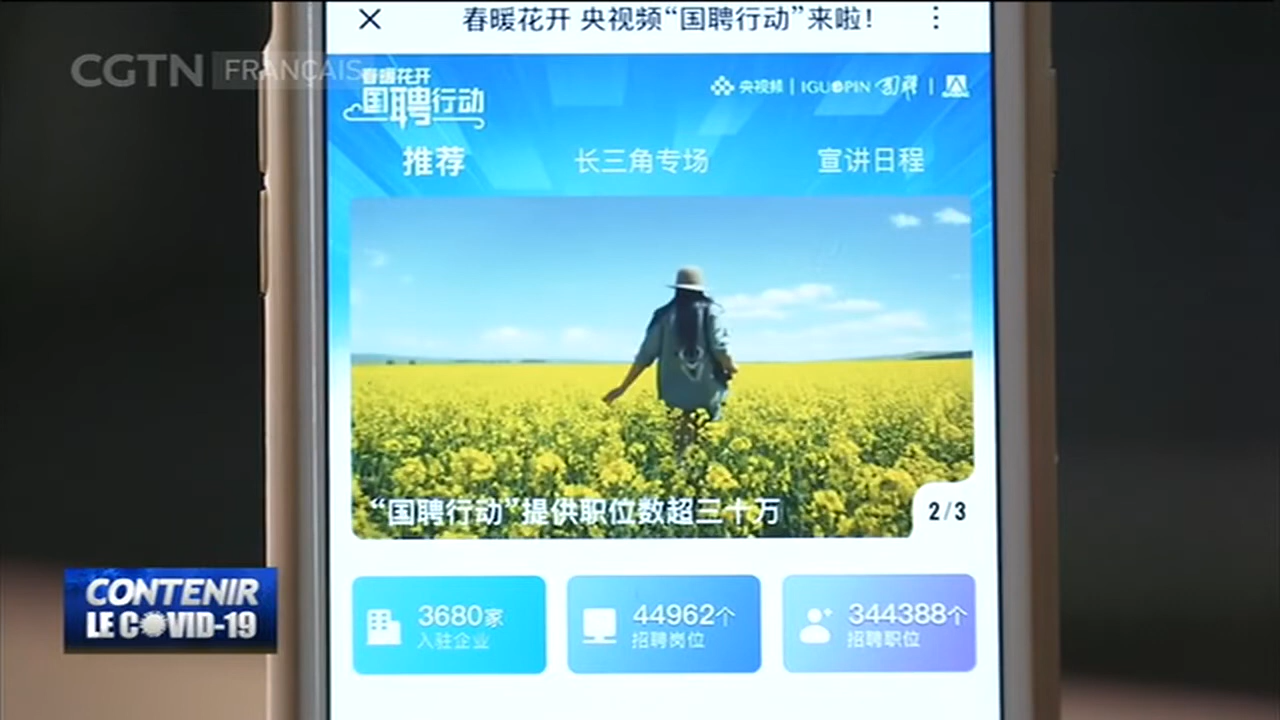 春暖花开 央视频“国聘行动”来啦！
CGTN FRANÇAIS
春暖花开
国聘行动
央视频 | IGUOPIN 国聘 |
推荐 长三角专场 宣讲日程
“国聘行动”提供职位数超三十万
2/3
3680家
入驻企业
44962个
招聘岗位
344388个
招聘职位
CONTENIR
LE COVID-19